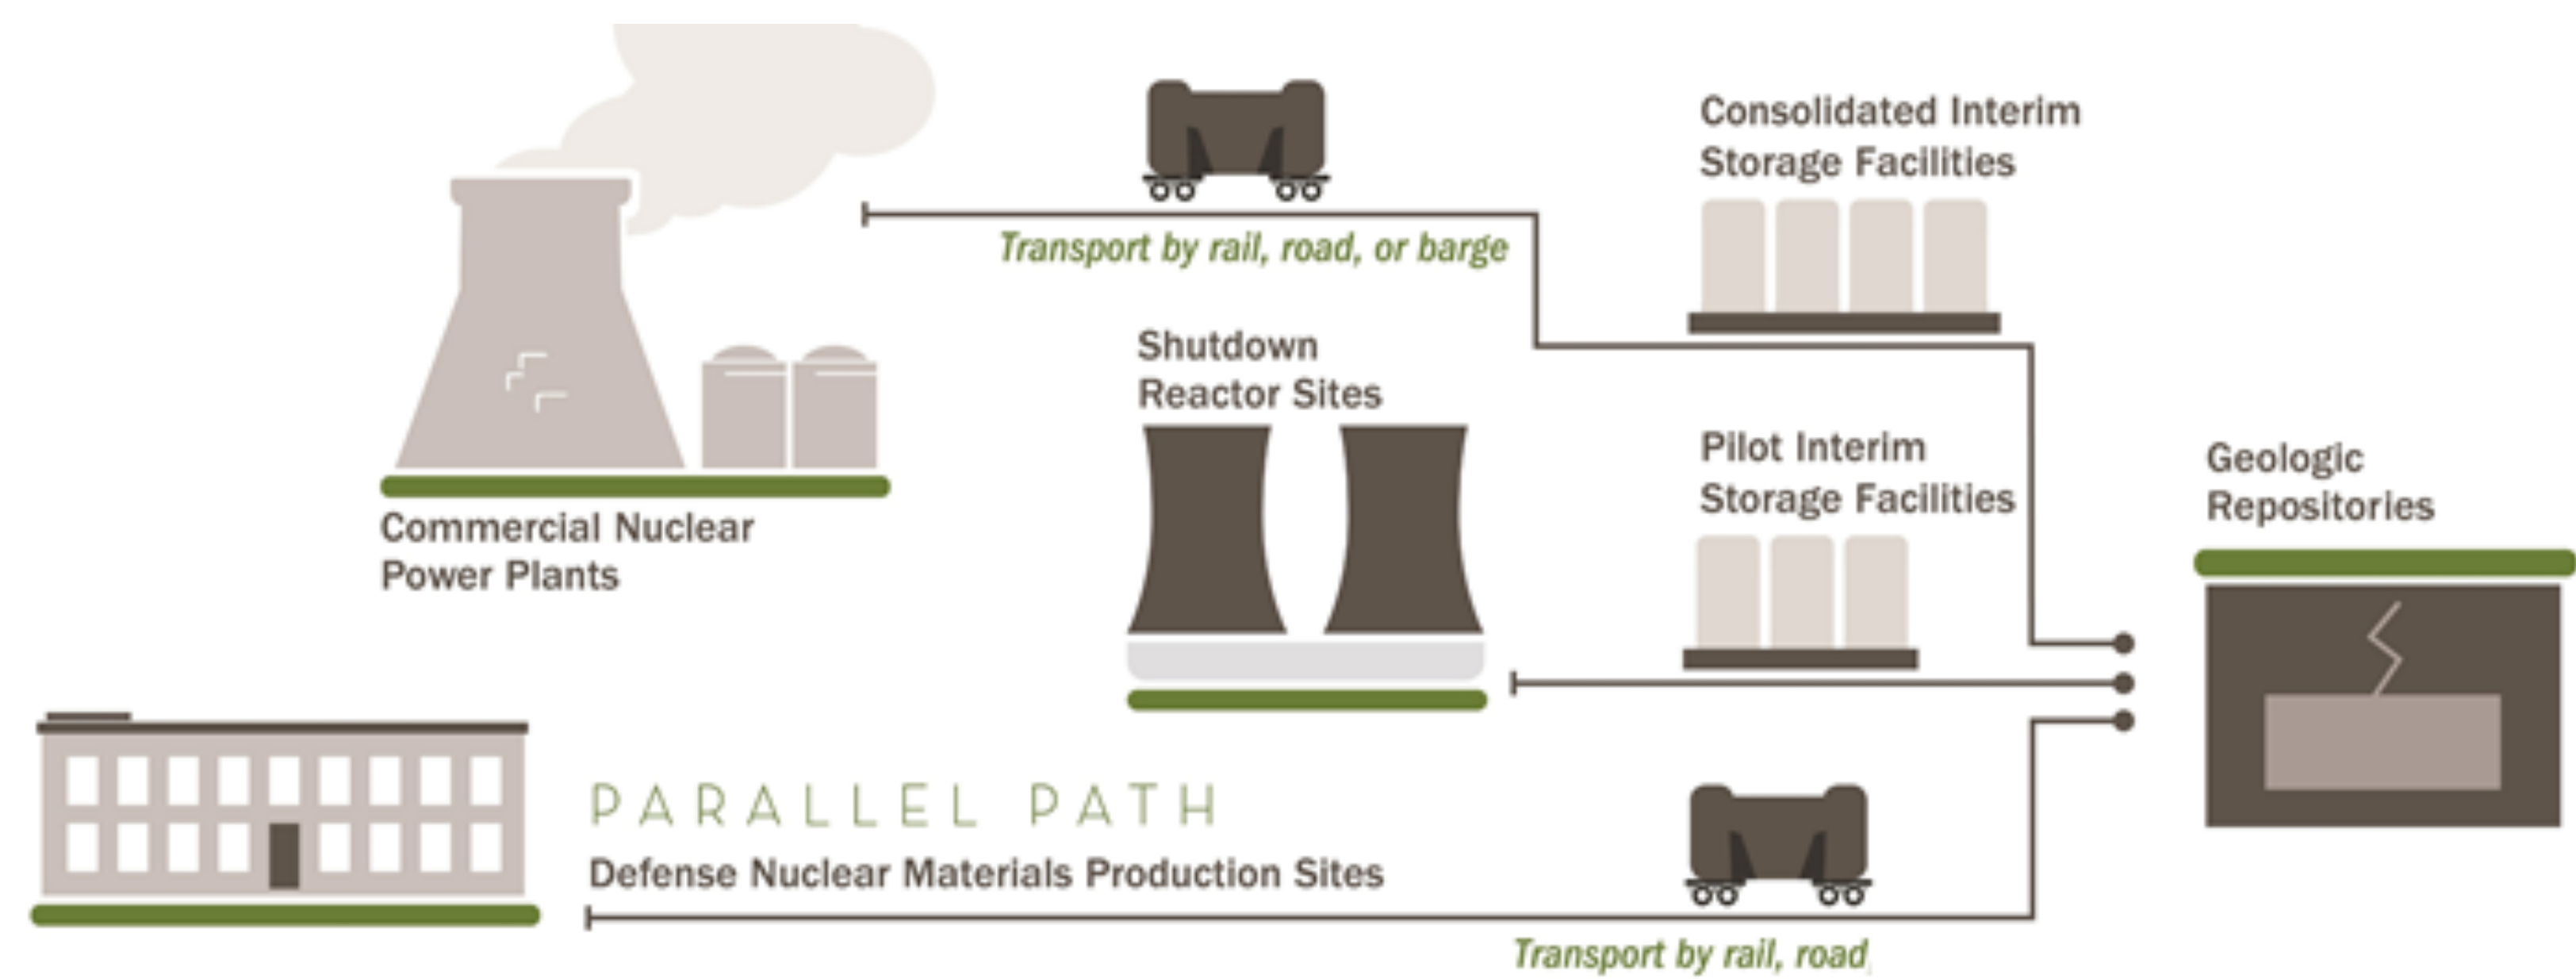 Consolidated Interim
Storage Facilities
Transport by rail, road, or barge
Shutdown
Reactor Sites
Pilot Interim
Storage Facilities
Geologic
Repositories
Commercial Nuclear
Power Plants
PARALLEL PATH
Defense Nuclear Materials Production Sites
Transport by rail, road